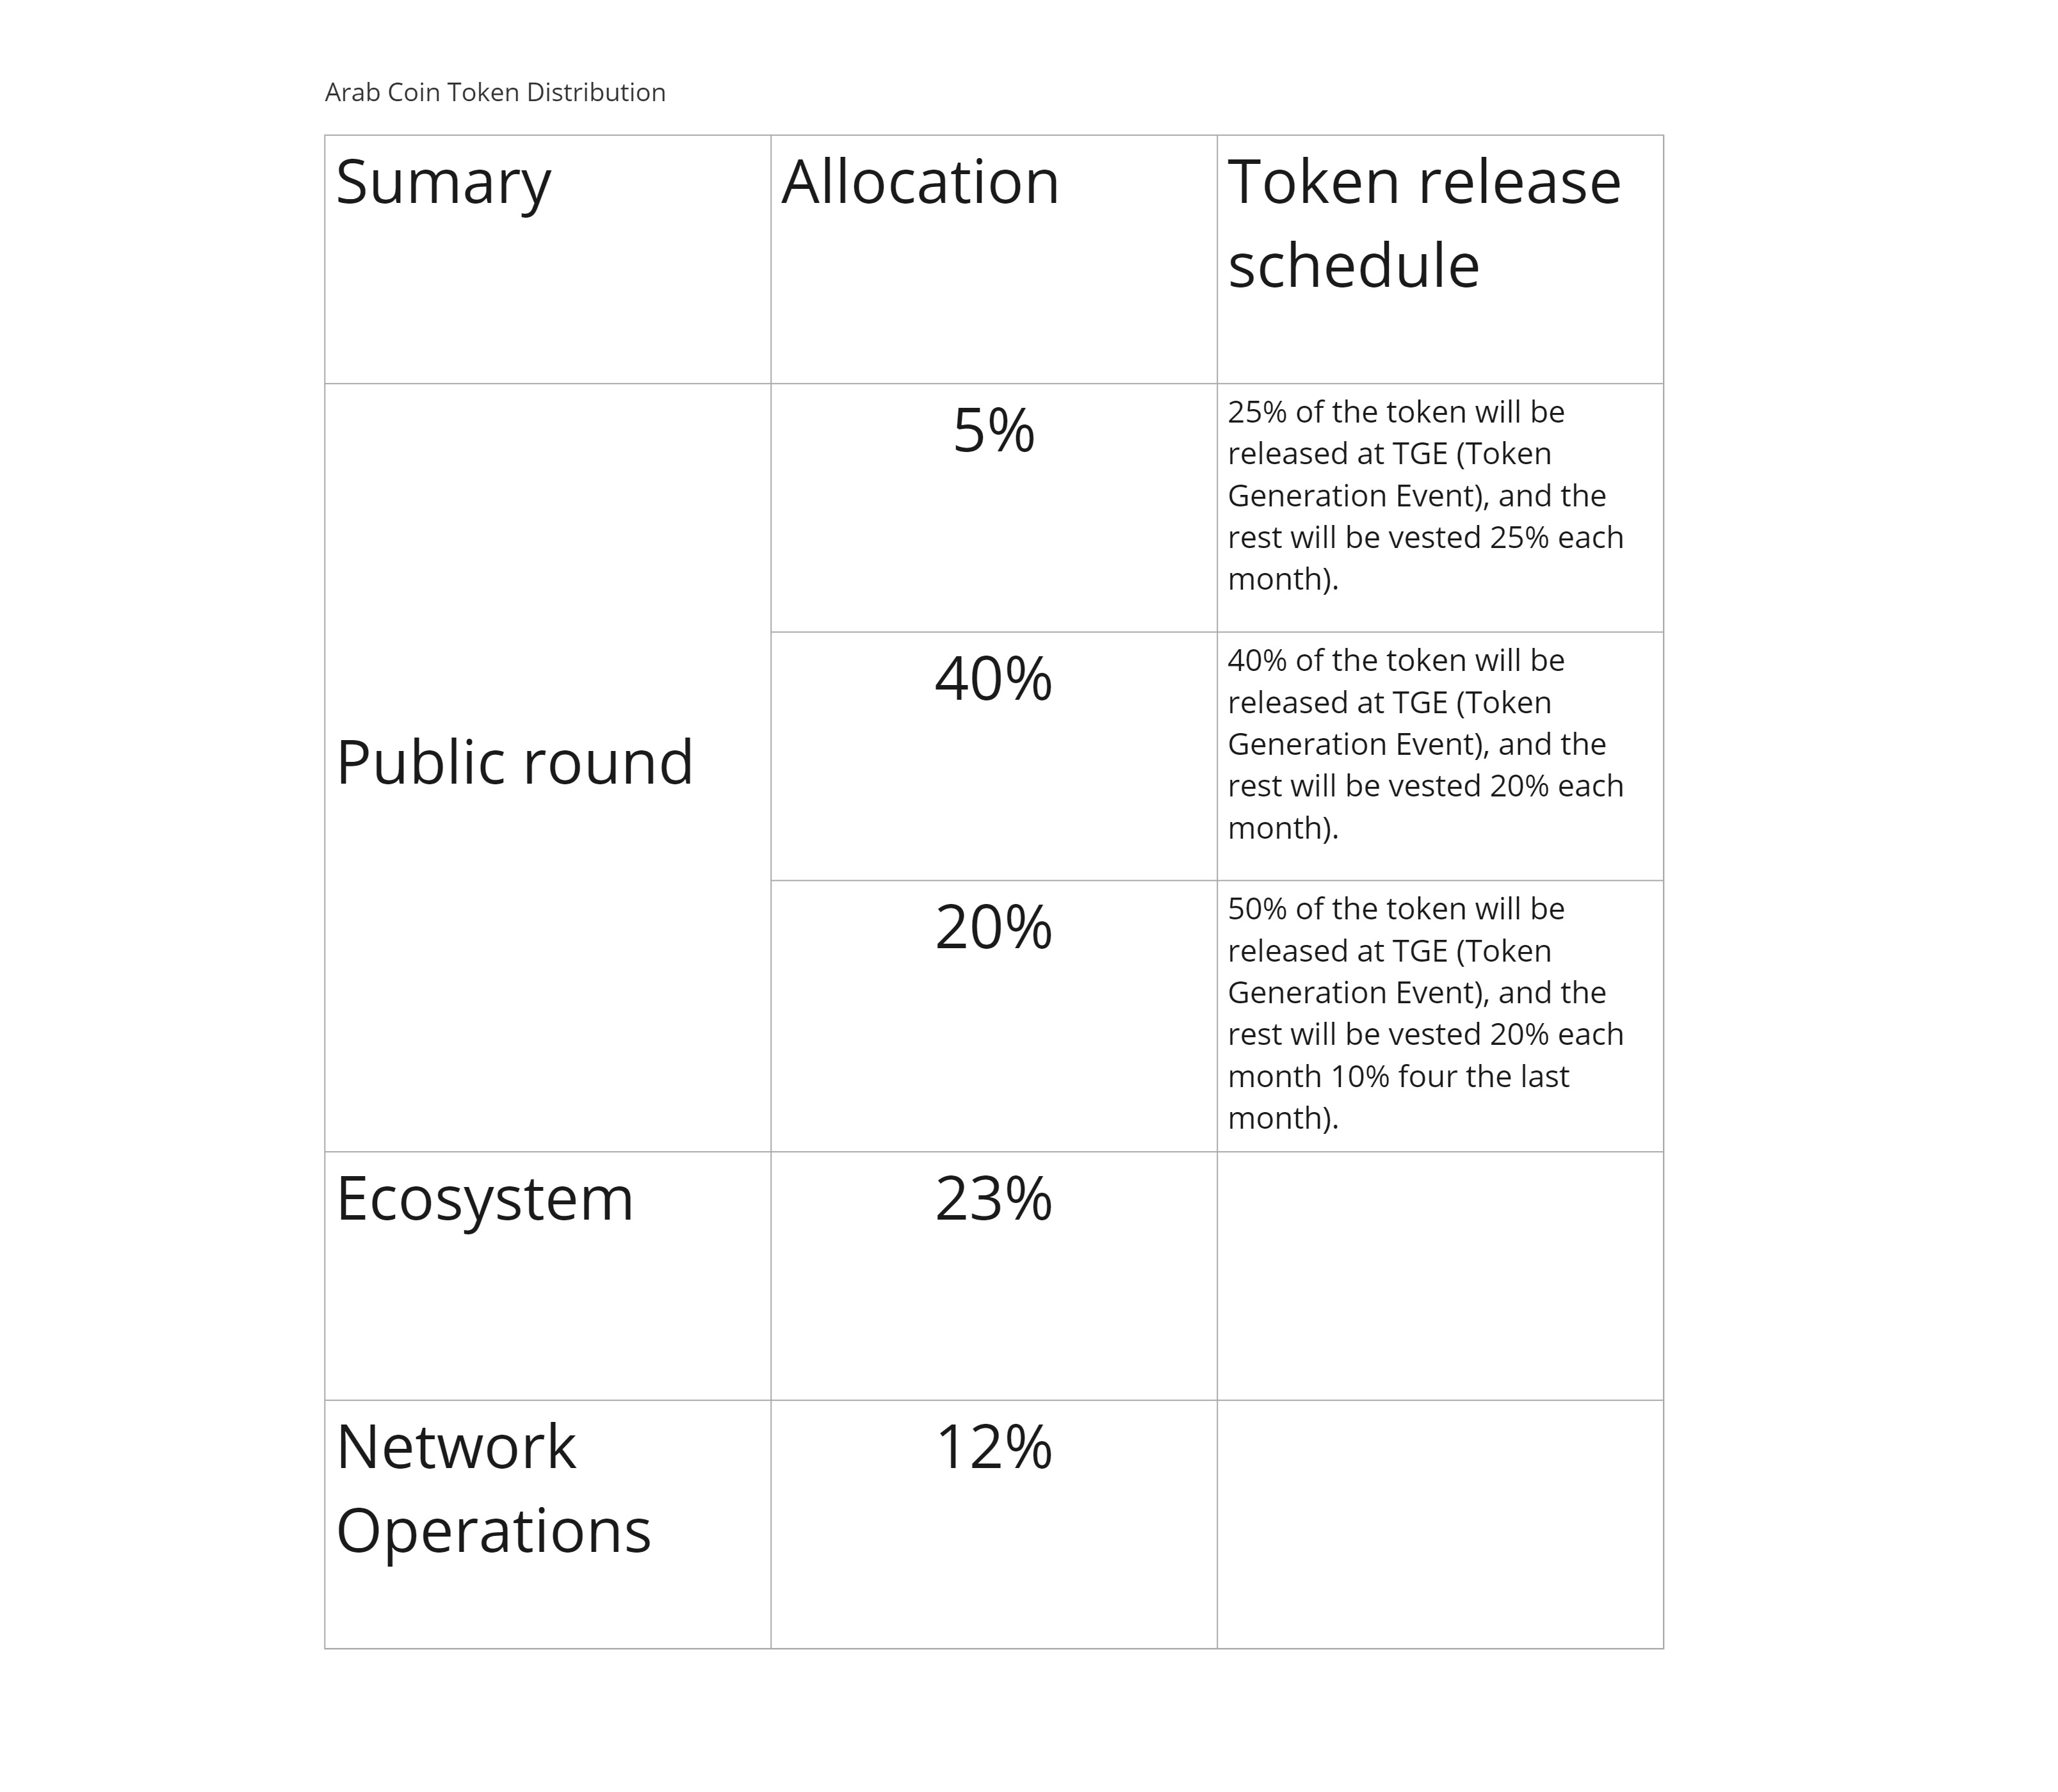 Arab Coin Token Distribution
Sumary
Allocation
Token release
schedule
Public round
5%
25% of the token will be
released at TGE (Token
Generation Event), and the
rest will be vested 25% each
month).
40%
40% of the token will be
released at TGE (Token
Generation Event), and the
rest will be vested 20% each
month).
20%
50% of the token will be
released at TGE (Token
Generation Event), and the
rest will be vested 20% each
month 10% four the last
month).
Ecosystem
23%
Network
Operations
12%